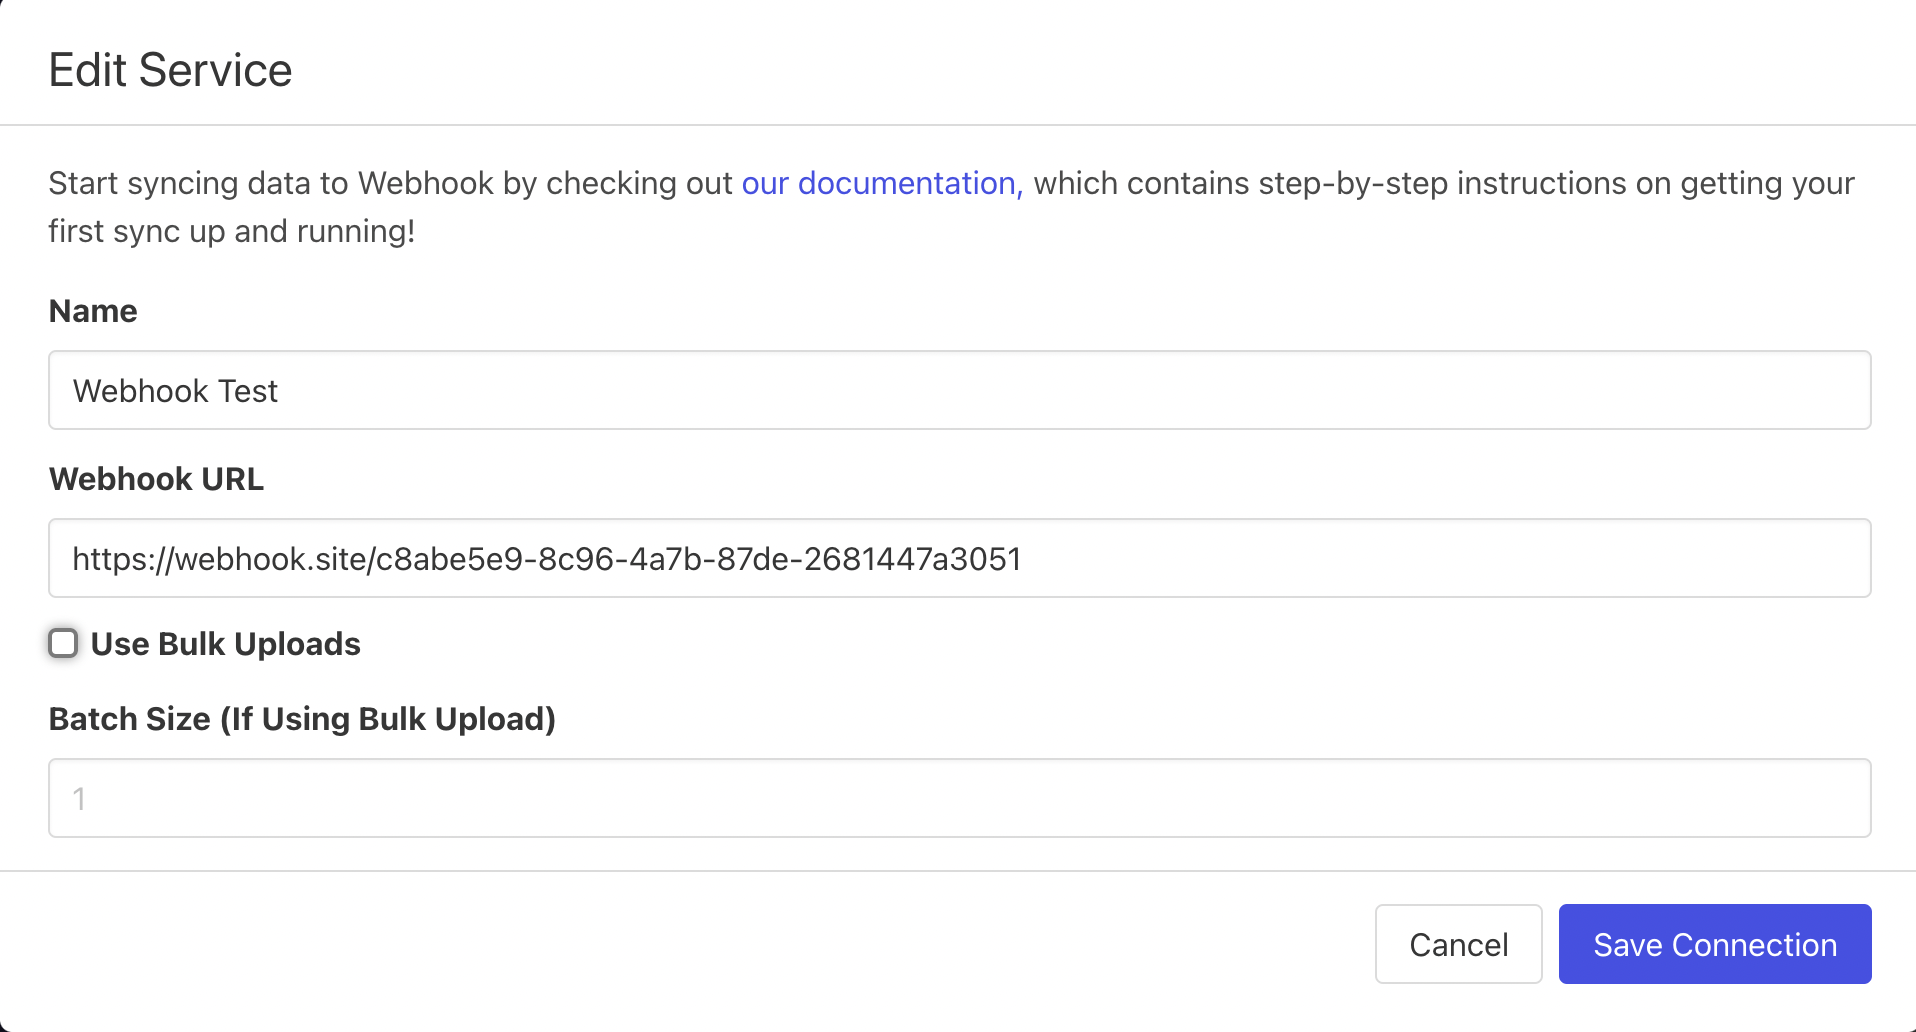 Edit Service
Start syncing data to Webhook by checking out our documentation, which contains step-by-step instructions on getting your
first sync up and running!
Name
Webhook Test
Webhook URL
https://webhook.site/c8abe5e9-8c96-4a7b-87de-2681447a3051
Use Bulk Uploads
Batch Size (If Using Bulk Upload)
1
Cancel
Save Connection